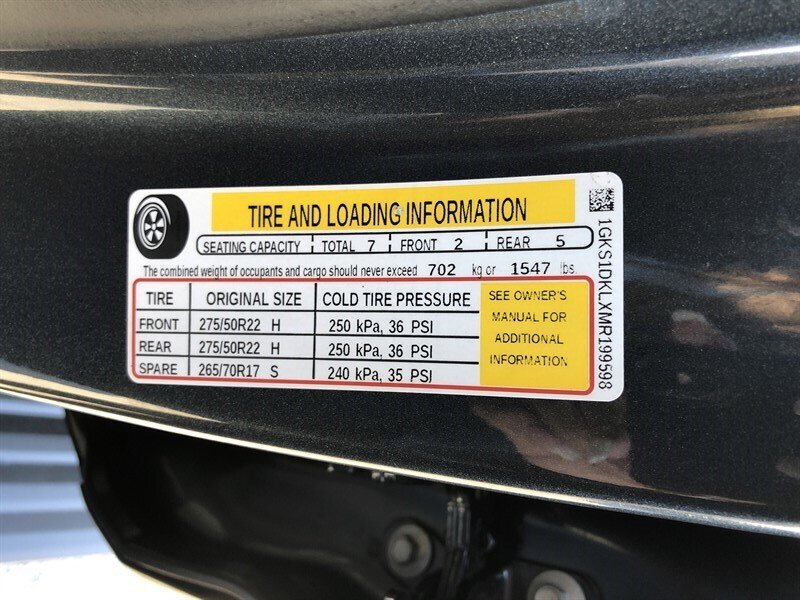 TIRE AND LOADING INFORMATION
SEATING CAPACITY TOTAL 7 FRONT 2 REAR 5
The combined weight of occupants and cargo should never exceed 702 kg or 1547 lbs
TIRE ORIGINAL SIZE COLD TIRE PRESSURE
FRONT 275/50R22 H 250 kPa, 36 PSI
REAR 275/50R22 H 250 kPa, 36 PSI
SPARE 265/70R17 S 240 kPa, 35 PSI
SEE OWNER'S
MANUAL FOR
ADDITIONAL
INFORMATION
1GKS1DKLXMR199598